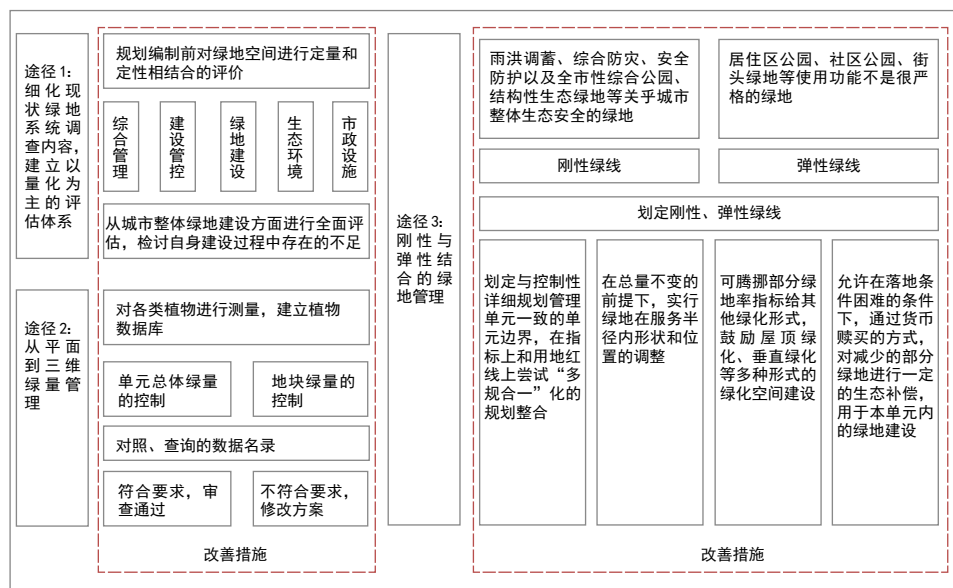 途径1：
细化现
状绿地
系统调
查内容，
建立以
量化为
主的评
估体系
规划编制前对绿地空间进行定量和
定性相结合的评价
综合管理
建设管控
绿地建设
生态环境
市政设施
从城市整体绿地建设方面进行全面评
估，检讨自身建设过程中存在的不足
途径2：
从平面
到三维
绿量管
理
对各类植物进行测量，建立植物
数据库
单元总体绿量
的控制
地块绿量的
控制
对照、查询的数据名录
符合要求，审
查通过
不符合要求，
修改方案
改善措施
途径3：
刚性与
弹性结
合的绿
地管理
雨洪调蓄、综合防灾、安全
防护以及全市性综合公园、
结构性生态绿地等关乎城市
整体生态安全的绿地
居住区公园、社区公园、街
头绿地等使用功能不是很严
格的绿地
刚性绿线
弹性绿线
划定刚性、弹性绿线
划定与控制性
详细规划管理
单元一致的单
元边界，在指
标上和用地红
线上尝试“多
规合一”化的
规划整合
在总量不变的
前提下，实行
绿地在服务半
径内形状和位
置的调整
可腾挪部分绿
地率指标给其
他绿化形式，
鼓励屋顶绿
化、垂直绿化
等多种形式的
绿化空间建设
允许在落地条
件困难的条件
下，通过货币
赎买的方式，
对减少的部分
绿地进行一定
的生态补偿，
用于本单元内
的绿地建设
改善措施